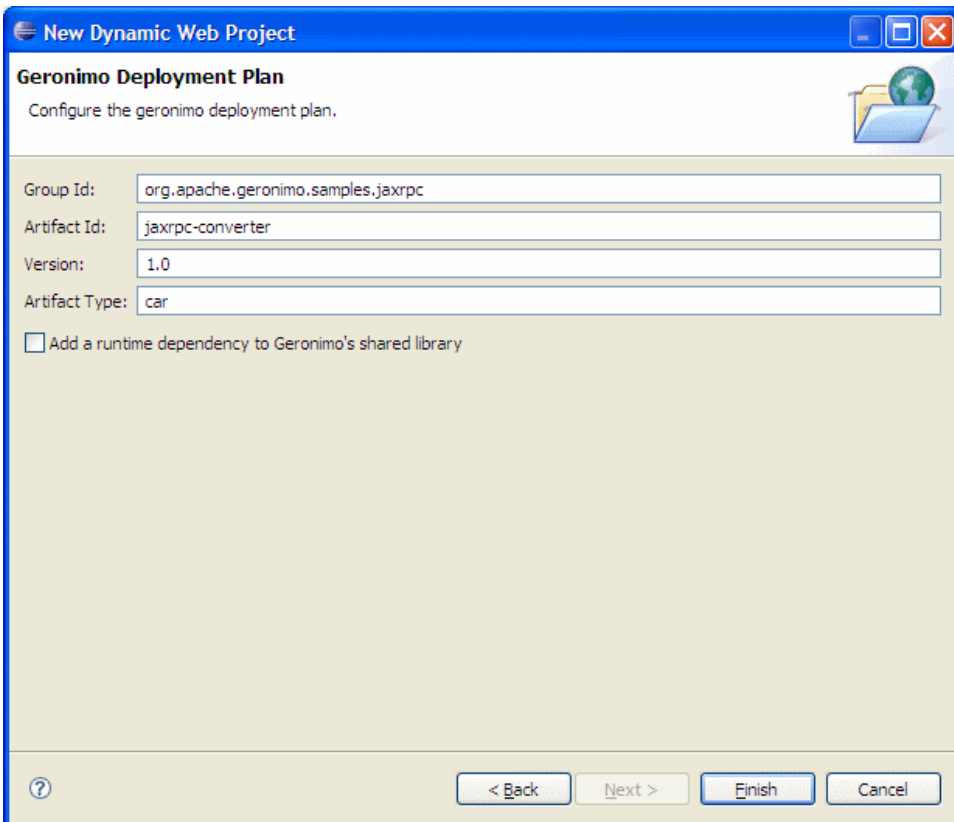 New Dynamic Web Project
Geronimo Deployment Plan
Configure the geronimo deployment plan.
Group Id: org.apache.geronimo.samples.jaxrpc
Artifact Id: jaxrpc-converter
Version: 1.0
Artifact Type: car
Add a runtime dependency to Geronimo's shared library
? < Back Next > Finish Cancel